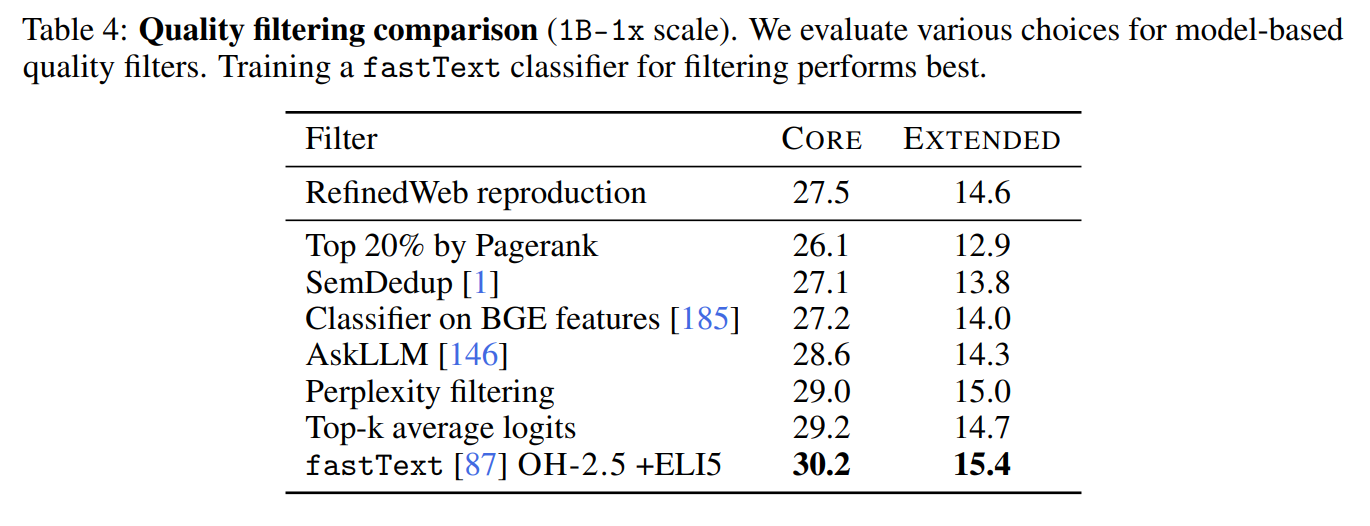 Table 4: Quality filtering comparison (1B-1x scale). We evaluate various choices for model-based
quality filters. Training a fastText classifier for filtering performs best.
Filter CORE EXTENDED
RefinedWeb reproduction 27.5 14.6
Top 20% by Pagerank 26.1 12.9
SemDedup [1] 27.1 13.8
Classifier on BGE features [185] 27.2 14.0
AskLLM [146] 28.6 14.3
Perplexity filtering 29.0 15.0
Top-k average logits 29.2 14.7
fastText [87] OH-2.5 +ELI5 30.2 15.4